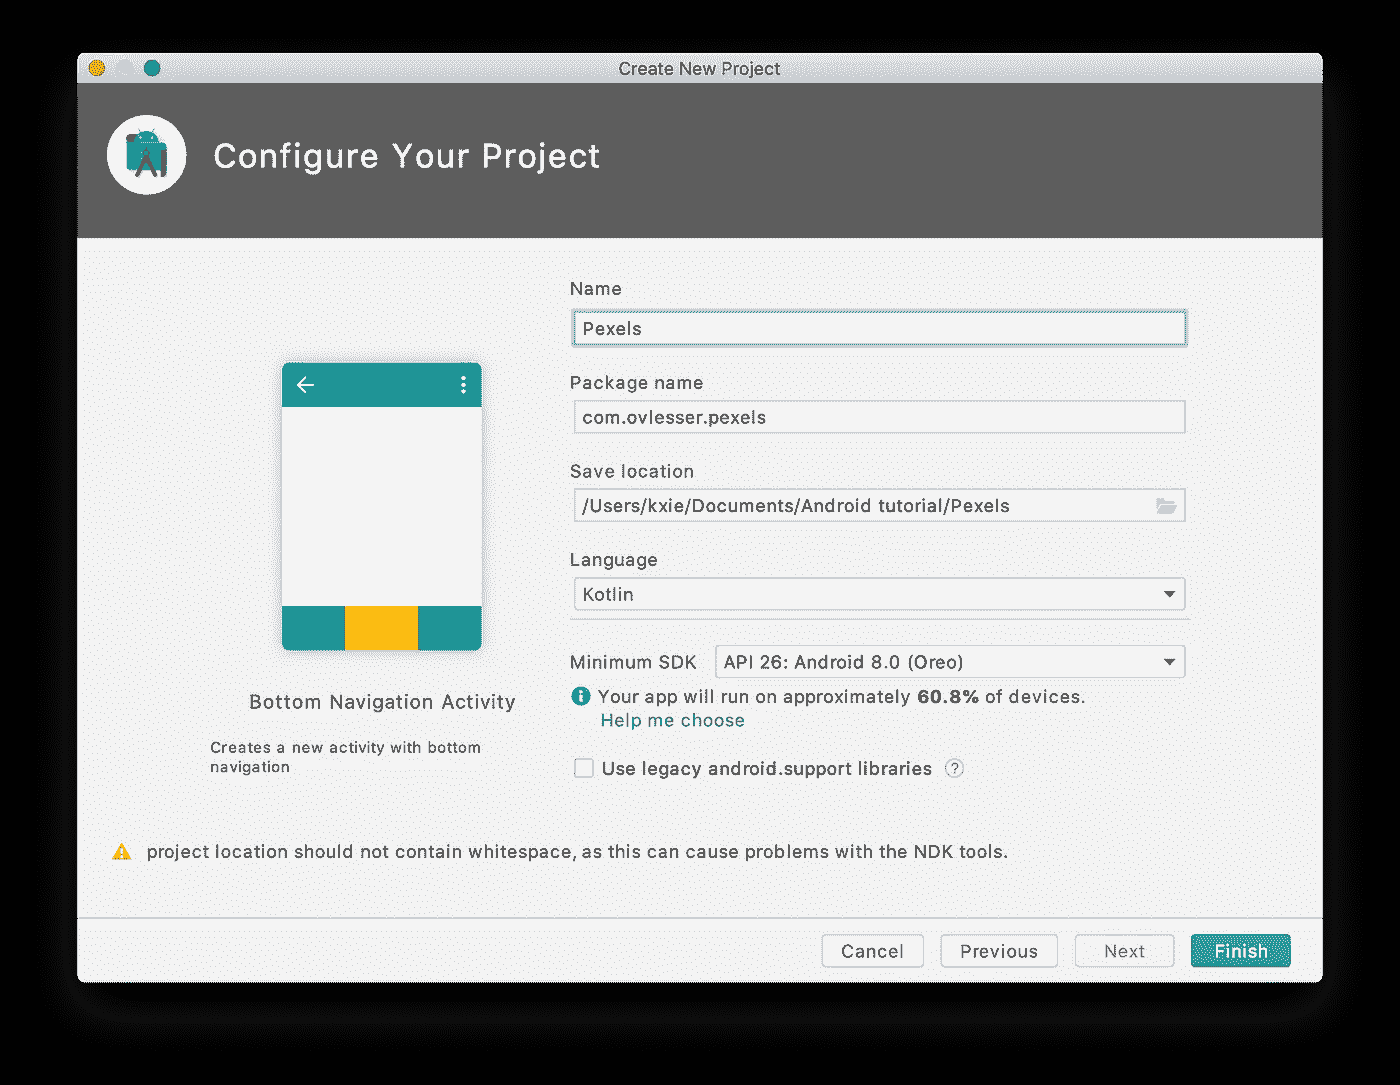 Create New Project
Configure Your Project
Name
Pexels
Package name
com.ovlesser.pexels
Save location
/Users/kxie/Documents/Android tutorial/Pexels
Language
Kotlin
Minimum SDK
API 26: Android 8.0 (Oreo)
Your app will run on approximately 60.8% of devices.
Help me choose
Use legacy android.support libraries ?
Bottom Navigation Activity
Creates a new activity with bottom
navigation
project location should not contain whitespace, as this can cause problems with the NDK tools.
Cancel
Previous
Next
Finish